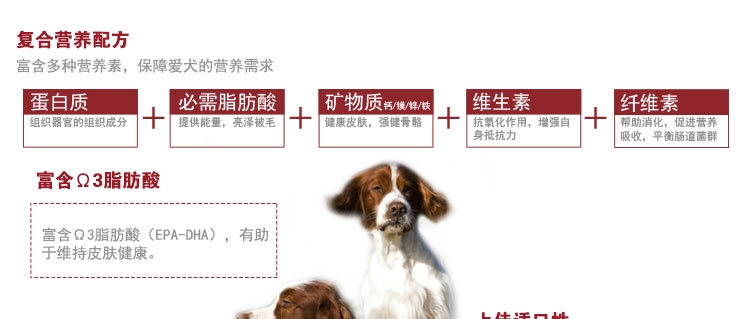 复合营养配方
富含多种营养素，保障爱犬的营养需求
蛋白质
组织器官的组织成分
+
必需脂肪酸
提供能量，亮泽被毛
+
矿物质钙/镁/锌/铁
健康皮肤，强健骨骼
+
维生素
抗氧化作用，增强自
身抵抗力
+
纤维素
帮助消化，促进营养
吸收，平衡肠道菌群
富含Ω3脂肪酸
富含Ω3脂肪酸（EPA-DHA），有助
于维持皮肤健康。
上佳适口性